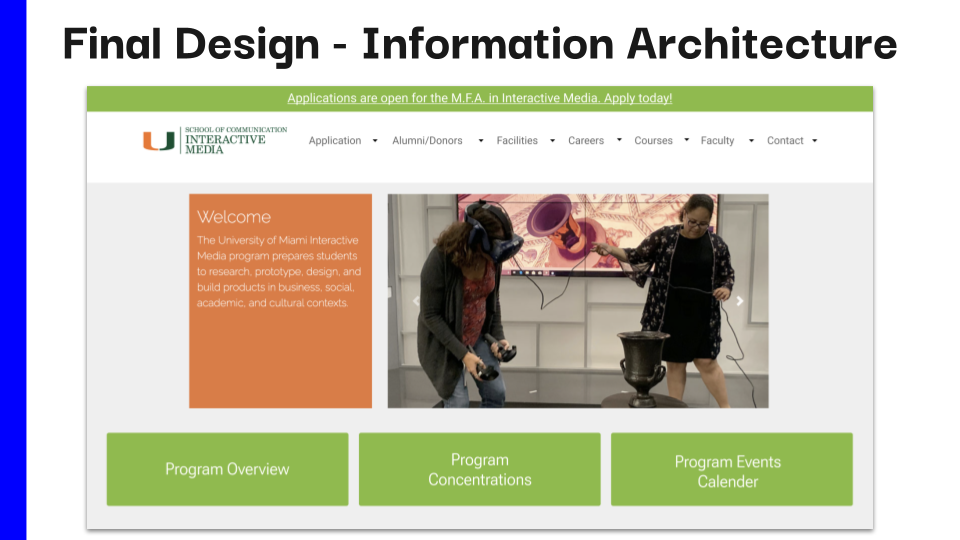 Final Design - Information Architecture
Applications are open for the M.F.A. in Interactive Media. Apply today!
SCHOOL OF COMMUNICATION
INTERACTIVE
MEDIA
Application Alumni/Donors Facilities Careers Courses Faculty Contact
Welcome
The University of Miami Interactive
Media program prepares students
to research, prototype, design, and
build products in business, social,
academic, and cultural contexts.
Program Overview
Program
Concentrations
Program Events
Calender